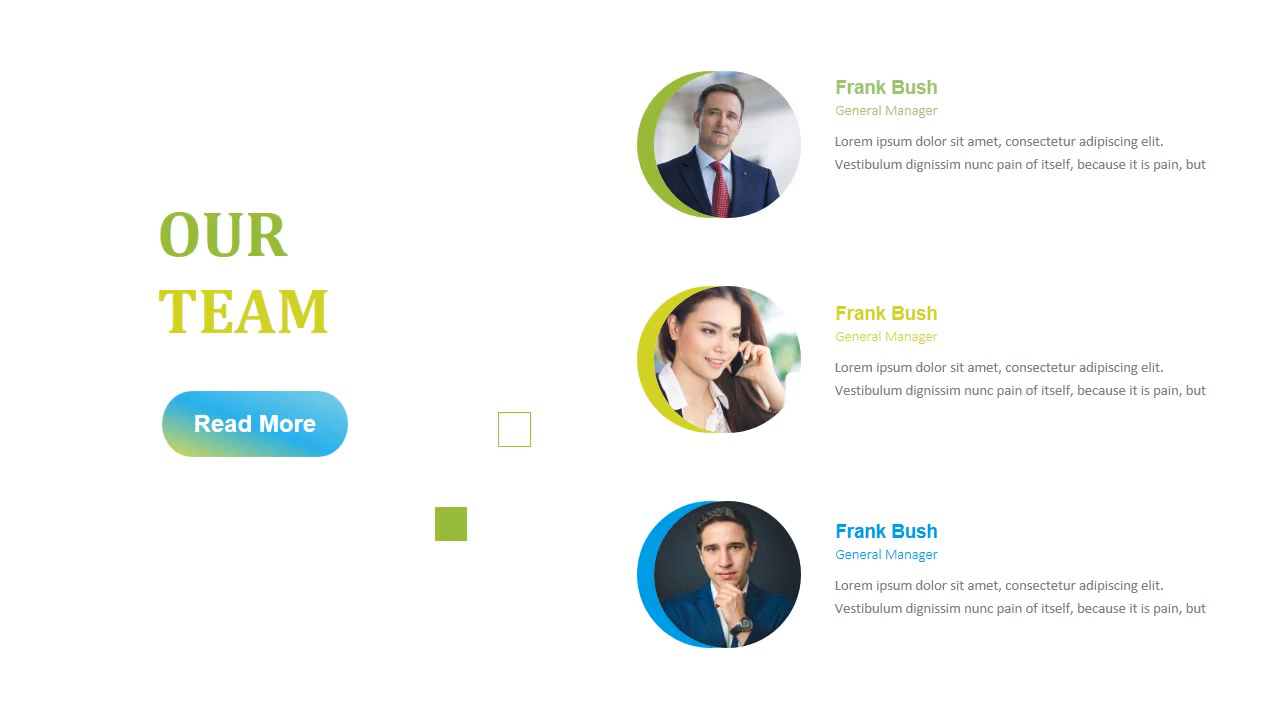 OUR
TEAM
Read More
Frank Bush
General Manager
Lorem ipsum dolor sit amet, consectetur adipiscing elit.
Vestibulum dignissim nunc pain of itself, because it is pain, but
Frank Bush
General Manager
Lorem ipsum dolor sit amet, consectetur adipiscing elit.
Vestibulum dignissim nunc pain of itself, because it is pain, but
Frank Bush
General Manager
Lorem ipsum dolor sit amet, consectetur adipiscing elit.
Vestibulum dignissim nunc pain of itself, because it is pain, but